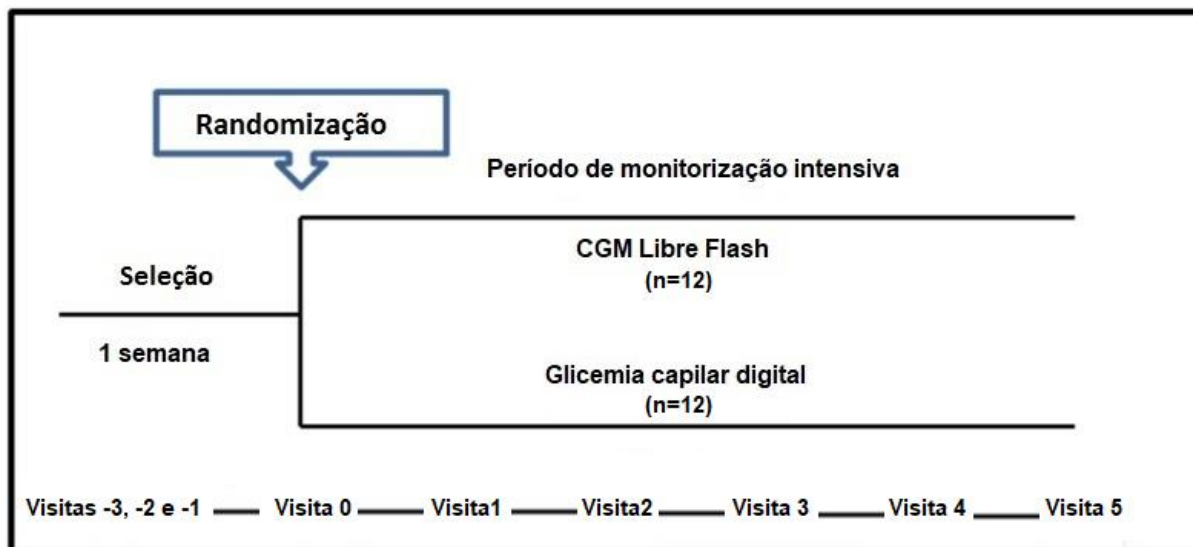 Randomização
Período de monitorização intensiva
CGM Libre Flash
(n=12)
Seleção
1 semana
Glicemia capilar digital
(n=12)
Visitas -3, -2 e -1 Visita 0 Visita1 Visita2 Visita 3 Visita 4 Visita 5